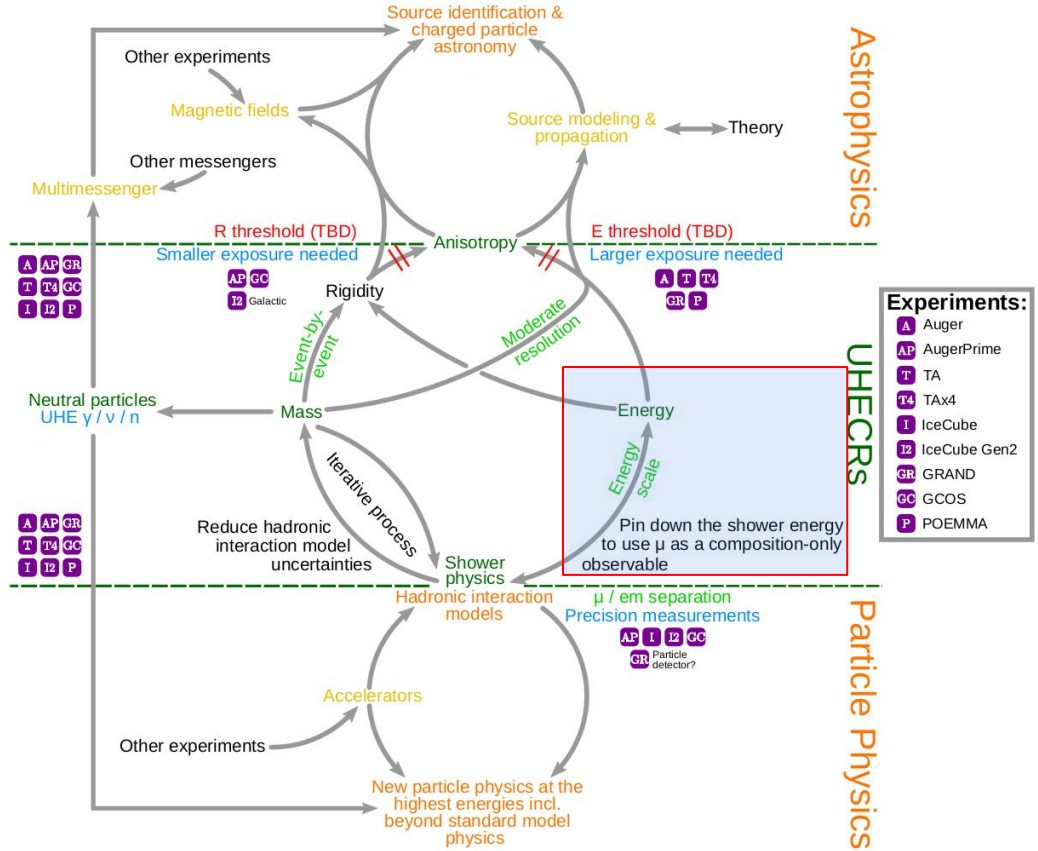 Source identification &
charged particle
astronomy
Other experiments
Magnetic fields
Source modeling &
propagation
Theory
Other messengers
Multimessenger
Astrophysics
R threshold (TBD)
Anisotropy
E threshold (TBD)
Smaller exposure needed
Larger exposure needed
A AP GR
T T4 GC
I I2 P
AP GC
I2 Galactic
A T T4
GR P
Rigidity
Event-by-
event
Moderate
resolution
Neutral particles
UHE γ / ν / n
Mass
Energy
Energy
scale
UHECRs
Iterative process
Reduce hadronic
interaction model
uncertainties
Pin down the shower energy
to use μ as a composition-only
observable
A AP GR
T T4 GC
I I2 P
Shower
physics
Hadronic interaction
models
μ / em separation
Precision measurements
AP I I2 GC
GR Particle
detector?
Accelerators
Other experiments
New particle physics at the
highest energies incl.
beyond standard model
physics
Particle Physics
Experiments:
A Auger
AP AugerPrime
T TA
T4 TAx4
I IceCube
I2 IceCube Gen2
GR GRAND
GC GCOS
P POEMMA